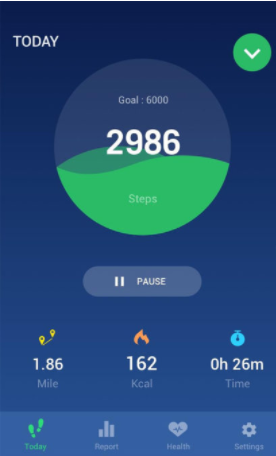 TODAY
Goal : 6000
2986
Steps
PAUSE
1.86 162 0h 26m
Mile Kcal Time
Today Report Health Settings